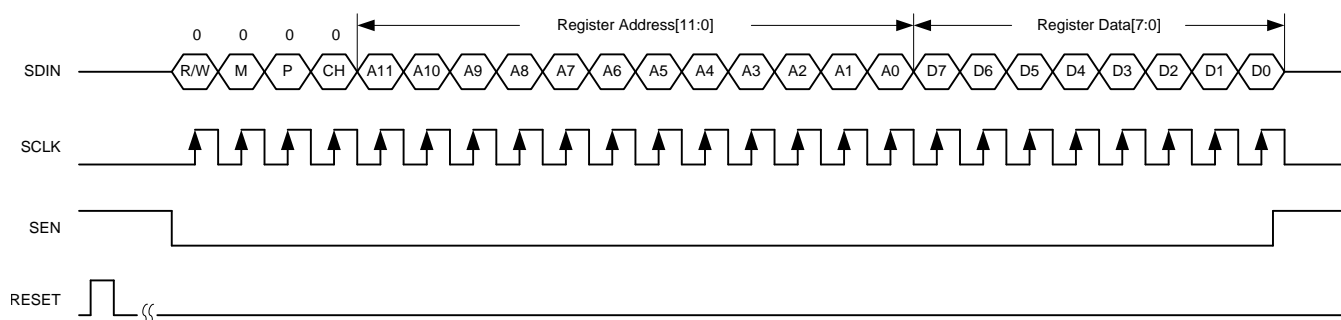 Register Address[11:0] Register Data[7:0]
0 0 0 0
SDIN R/W M P CH A11 A10 A9 A8 A7 A6 A5 A4 A3 A2 A1 A0 D7 D6 D5 D4 D3 D2 D1 D0
SCLK
SEN
RESET